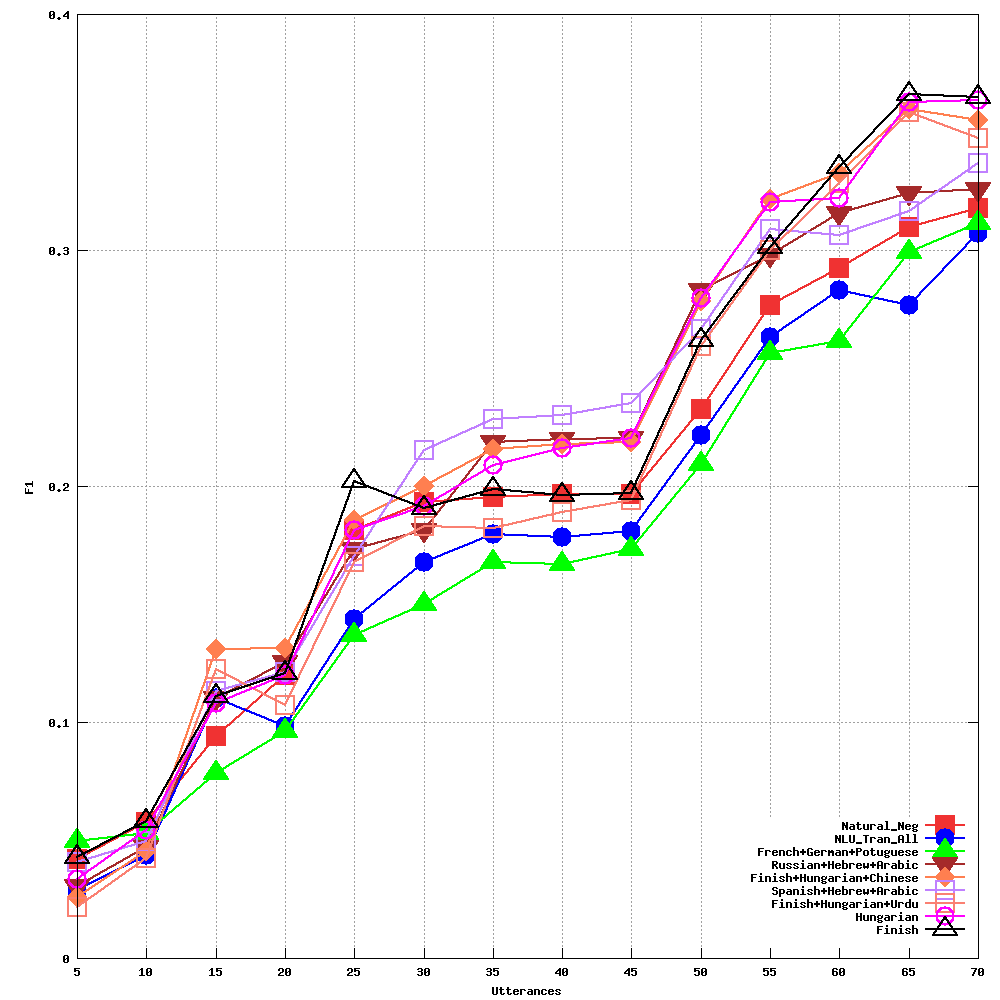 0.4
0.3
0.2
0.1
0
F1
5 10 15 20 25 30 35 40 45 50 55 60 65 70
Utterances
Natural_Neg
NLU_Tran_All
French+German+Potuguese
Russian+Hebrew+Arabic
Finish+Hungarian+Chinese
Spanish+Hebrew+Arabic
Finish+Hungarian+Urdu
Hungarian
Finish